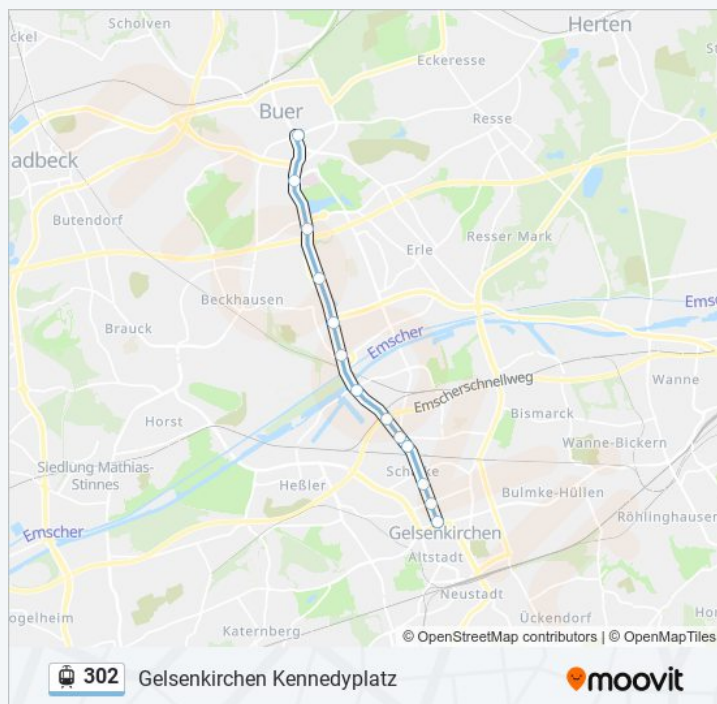 Scholven
Herten
ckel
Eckeresse
Buer
Resse
adbeck
Butendorf
Erle
Resser Mark
Beckhausen
Emscher
Brauck
Emscher
Wanne
Emscherschnellweg
Bismarck
Horst
Wanne-Bickern
Siedlung Mathias-
Stinnes
Heßler
Bulmke-Hüllen
Röhlinghausen
Emscher
Gelsenkirchen
Altstadt
Neustadt
ogelheim
Ückendorf
Katernberg
© OpenStreetMap contributors | © OpenMapTiles
302 Gelsenkirchen Kennedyplatz
moovit